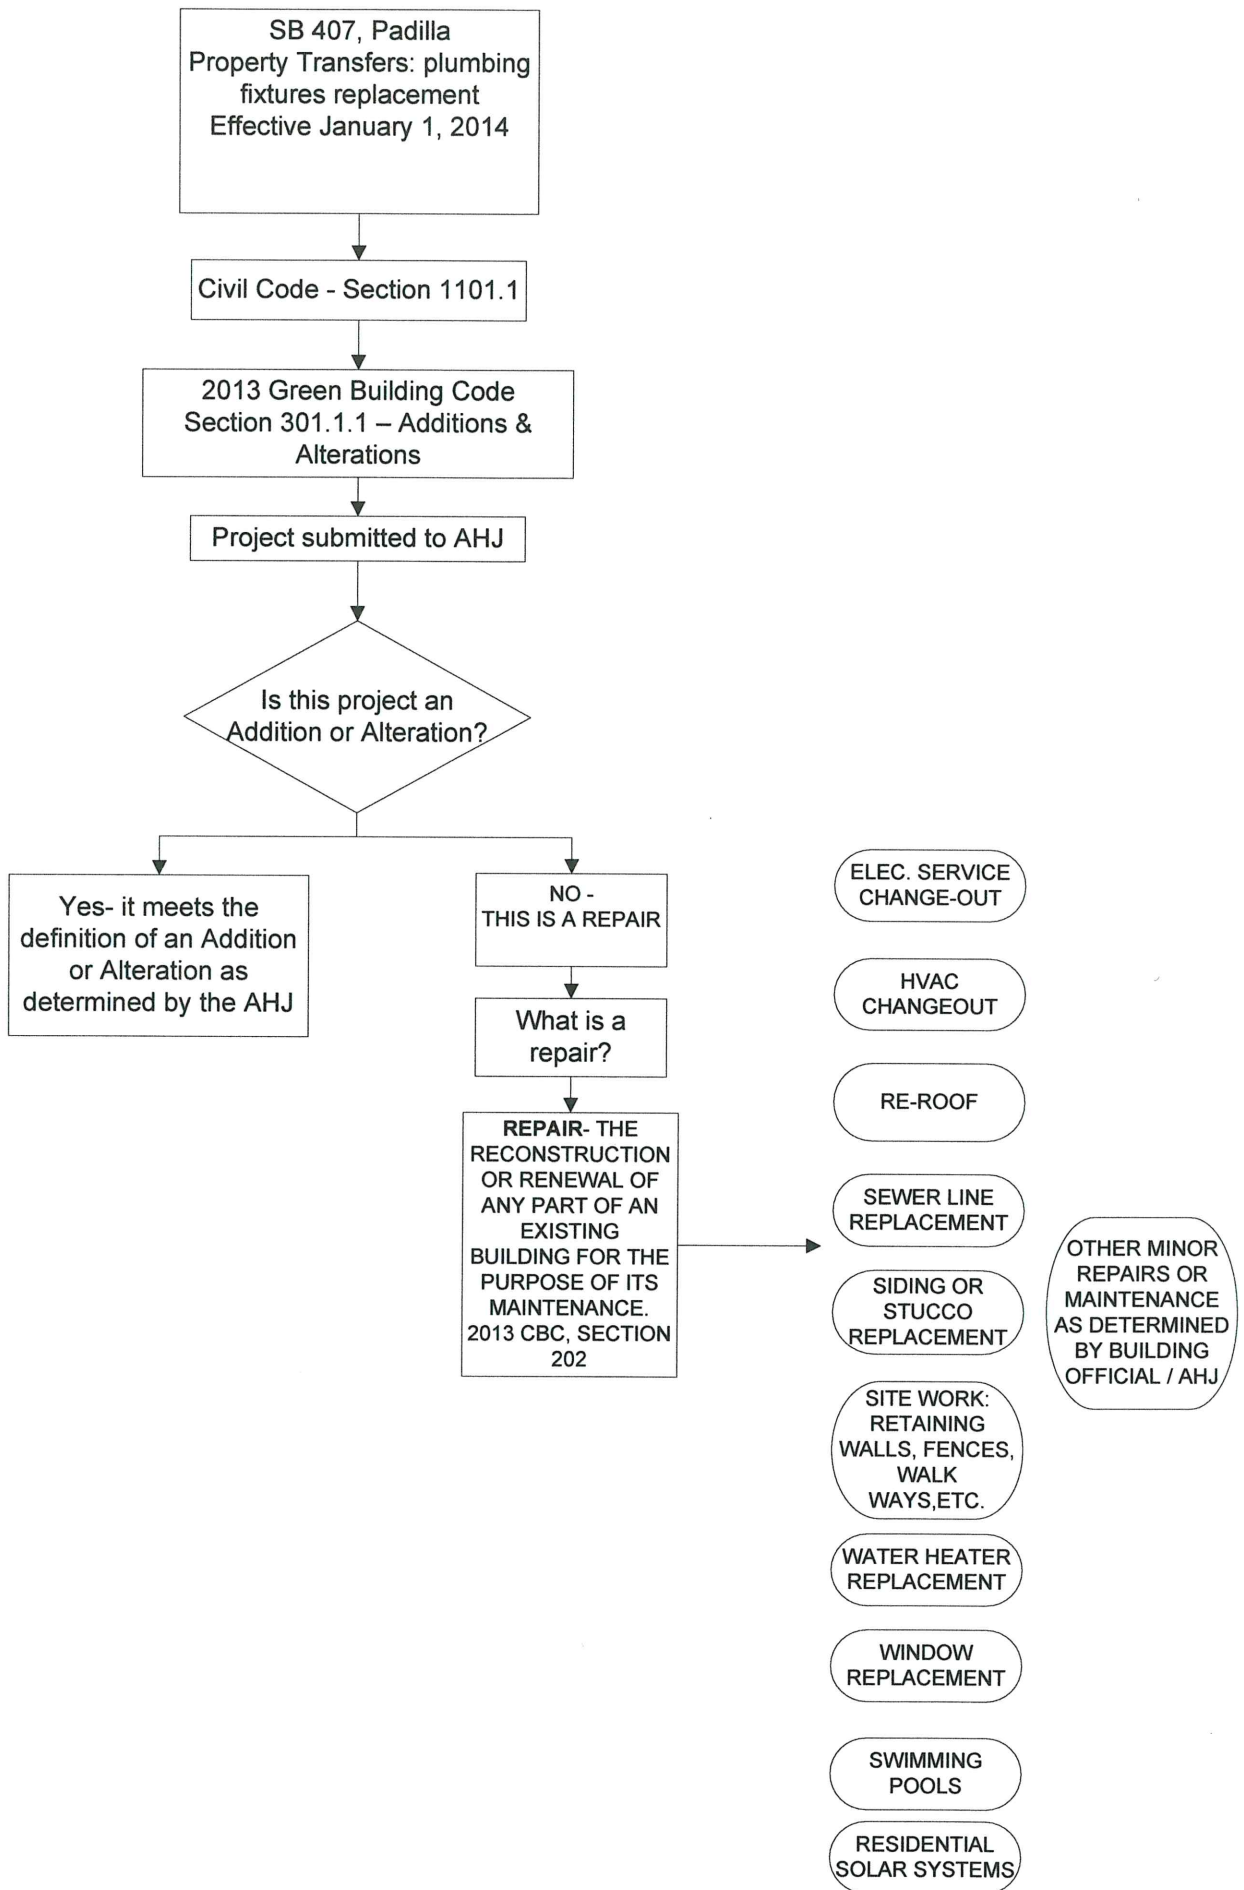 SB 407, Padilla
Property Transfers: plumbing
fixtures replacement
Effective January 1, 2014
Civil Code - Section 1101.1
2013 Green Building Code
Section 301.1.1 – Additions &
Alterations
Project submitted to AHJ
Is this project an
Addition or Alteration?
Yes- it meets the
definition of an Addition
or Alteration as
determined by the AHJ
NO -
THIS IS A REPAIR
What is a
repair?
REPAIR- THE
RECONSTRUCTION
OR RENEWAL OF
ANY PART OF AN
EXISTING
BUILDING FOR THE
PURPOSE OF ITS
MAINTENANCE.
2013 CBC, SECTION
202
ELEC. SERVICE
CHANGE-OUT
HVAC
CHANGEOUT
RE-ROOF
SEWER LINE
REPLACEMENT
SIDING OR
STUCCO
REPLACEMENT
SITE WORK:
RETAINING
WALLS, FENCES,
WALK
WAYS,ETC.
WATER HEATER
REPLACEMENT
WINDOW
REPLACEMENT
SWIMMING
POOLS
RESIDENTIAL
SOLAR SYSTEMS
OTHER MINOR
REPAIRS OR
MAINTENANCE
AS DETERMINED
BY BUILDING
OFFICIAL / AHJ